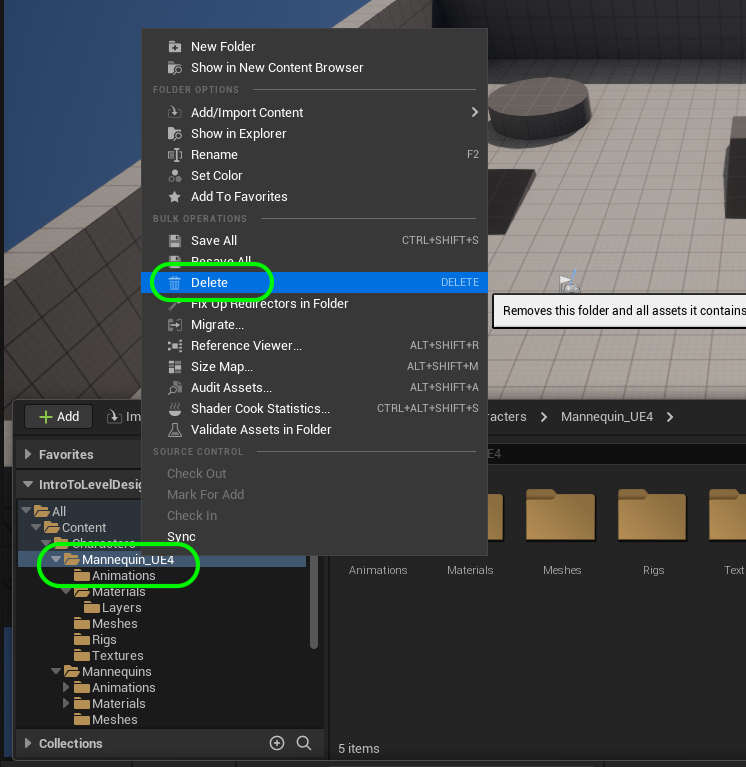 New Folder
Show in New Content Browser
FOLDER OPTIONS
Add/Import Content
Show in Explorer
Rename F2
Set Color
Add To Favorites
BULK OPERATIONS
Save All CTRL+SHIFT+S
Resave All
Delete DELETE
Removes this folder and all assets it contains
Fix Up Redirectors in Folder
Migrate...
Reference Viewer... ALT+SHIFT+R
Size Map... ALT+SHIFT+M
Audit Assets... ALT+SHIFT+A
Shader Cook Statistics... CTRL+ALT+SHIFT+S
Validate Assets in Folder
SOURCE CONTROL
Check Out
Mark For Add
Check In
Sync
Add Im
racters Mannequin_UE4
Favorites
E4
IntroToLevelDesig
All
Content
Characters
Mannequin_UE4
Animations
Materials
Layers
Meshes
Rigs
Textures
Mannequins
Animations
Materials
Meshes
Collections
Animations Materials Meshes Rigs Text
5 items